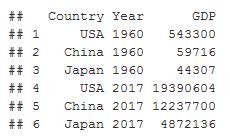 ##   Country Year      GDP
## 1     USA 1960   543300
## 2   China 1960    59716
## 3   Japan 1960    44307
## 4     USA 2017 19390604
## 5   China 2017 12237700
## 6   Japan 2017  4872136